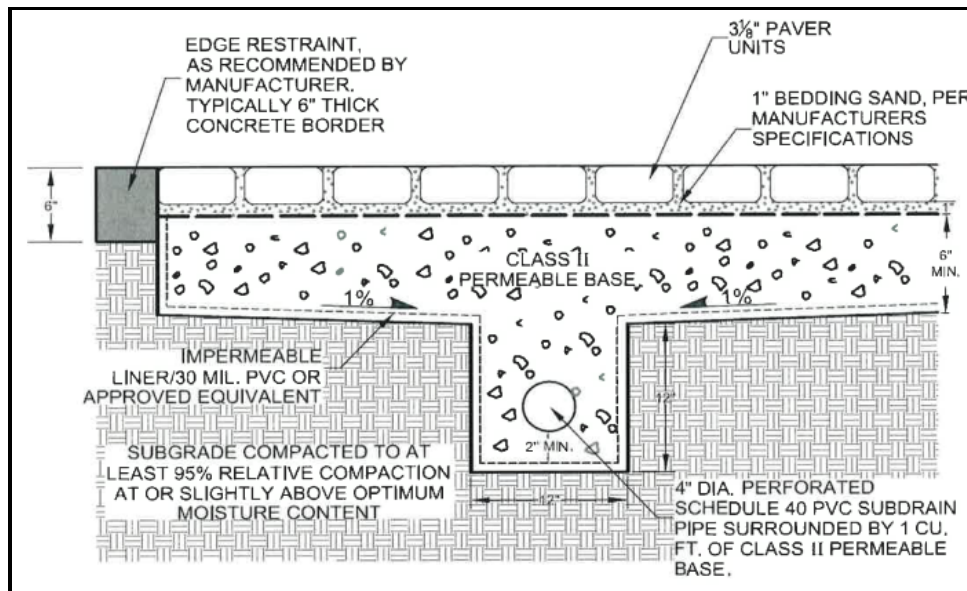 EDGE RESTRAINT,
AS RECOMMENDED BY
MANUFACTURER.
TYPICALLY 6" THICK
CONCRETE BORDER
3⅛" PAVER
UNITS
1" BEDDING SAND, PER
MANUFACTURERS
SPECIFICATIONS
6"
1"
CLASS II
PERMEABLE BASE
6"
MIN.
1%
1%
IMPERMEABLE
LINER/30 MIL. PVC OR
APPROVED EQUIVALENT
12"
2" MIN.
SUBGRADE COMPACTED TO AT
LEAST 95% RELATIVE COMPACTION
AT OR SLIGHTLY ABOVE OPTIMUM
MOISTURE CONTENT
12"
4" DIA. PERFORATED
SCHEDULE 40 PVC SUBDRAIN
PIPE SURROUNDED BY 1 CU.
FT. OF CLASS II PERMEABLE
BASE.